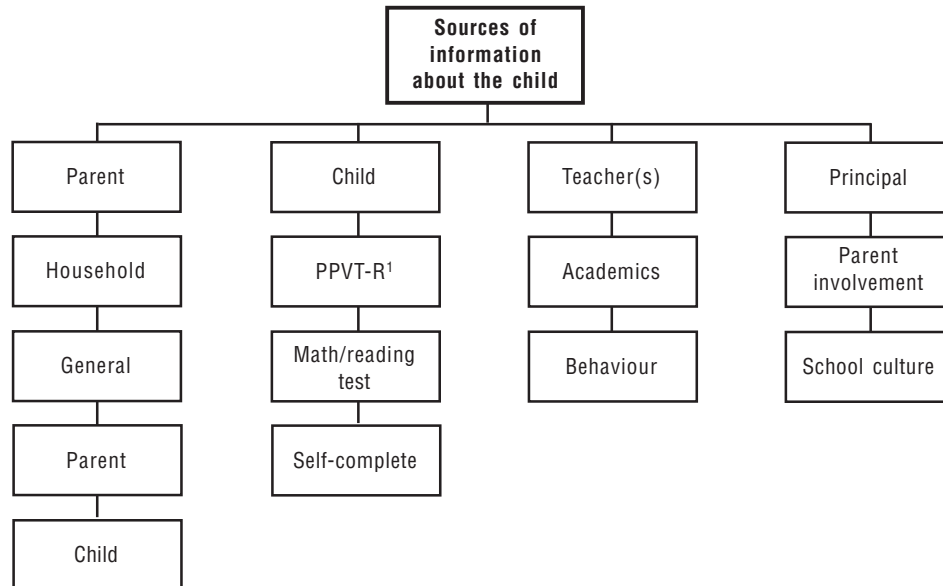 Sources of
information
about the child
Parent
Child
Teacher(s)
Principal
Household
PPVT-R¹
Academics
Parent
involvement
General
Math/reading
test
Behaviour
School culture
Parent
Self-complete
Child